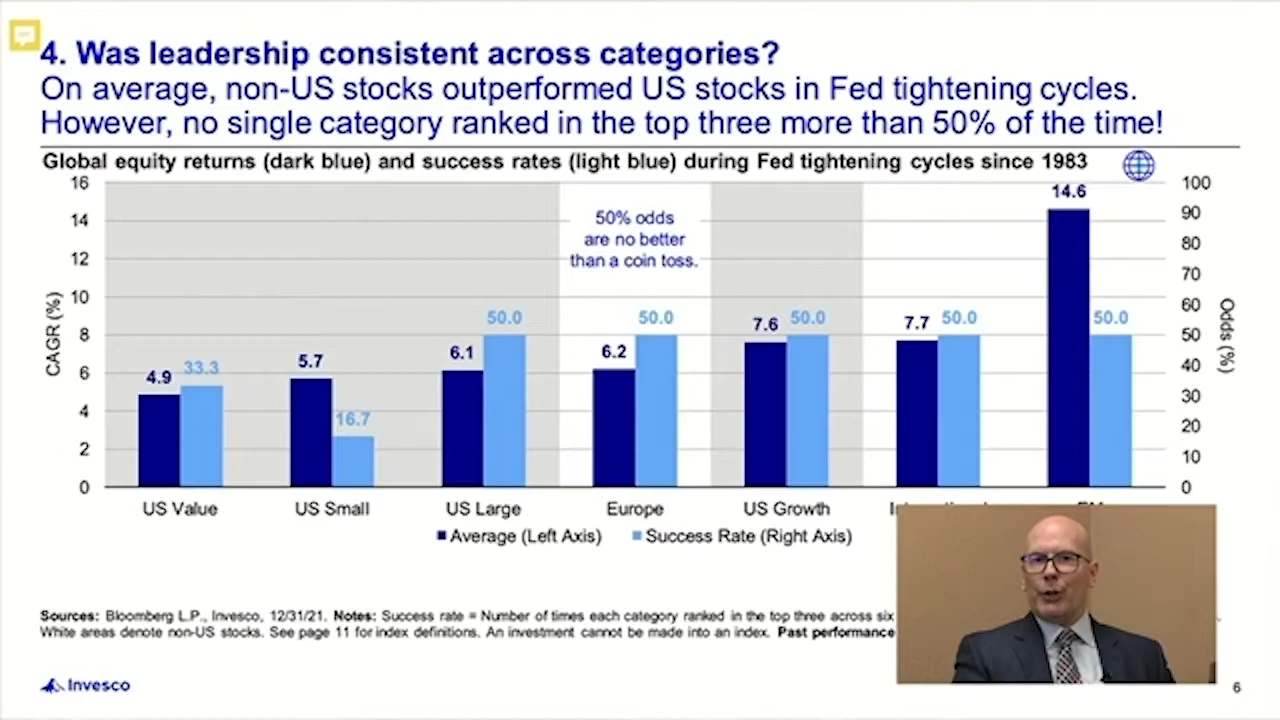 4. Was leadership consistent across categories?
On average, non-US stocks outperformed US stocks in Fed tightening cycles.
However, no single category ranked in the top three more than 50% of the time!
Global equity returns (dark blue) and success rates (light blue) during Fed tightening cycles since 1983
16
14
12
10
8
6
4
2
0
CAGR (%)
100
90
80
70
60
50
40
30
20
10
0
Odds (%)
50% odds
are no better
than a coin toss.
4.9
33.3
5.7
16.7
6.1
50.0
6.2
50.0
7.6
50.0
7.7
50.0
14.6
50.0
US Value
US Small
US Large
Europe
US Growth
Average (Left Axis)
Success Rate (Right Axis)
Sources: Bloomberg L.P., Invesco, 12/31/21. Notes: Success rate = Number of times each category ranked in the top three across six
White areas denote non-US stocks. See page 11 for index definitions. An investment cannot be made into an index. Past performance
Invesco
6